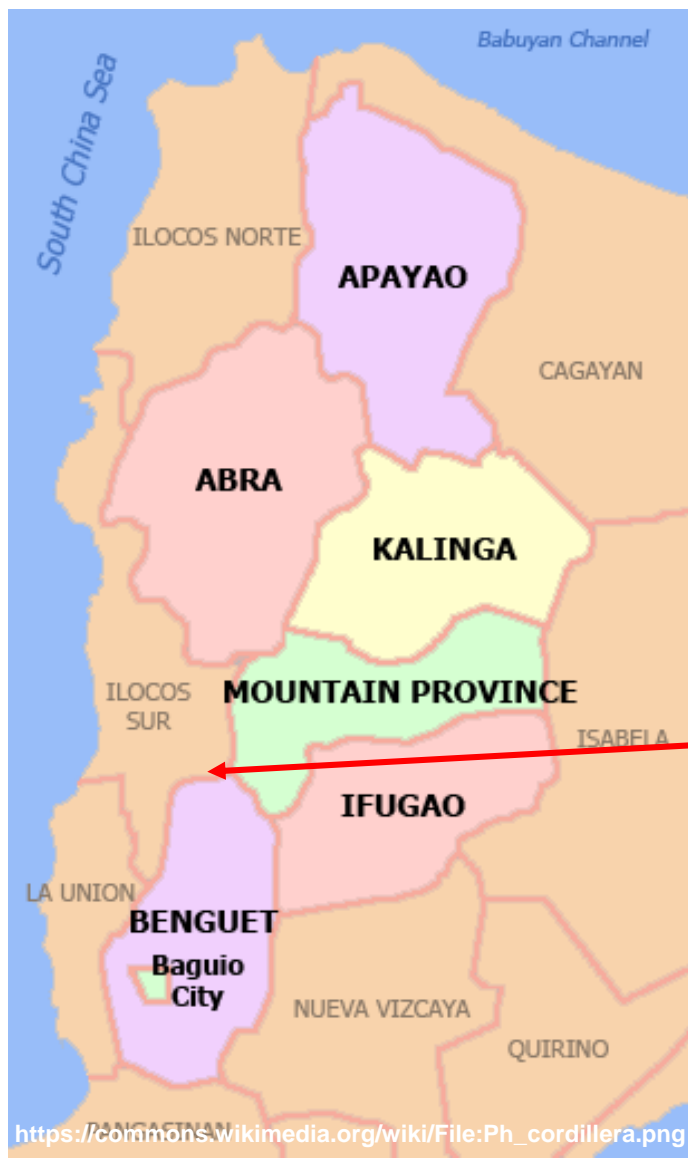 Babuyan Channel
South China Sea
ILOCOS NORTE
APAYAO
CAGAYAN
ABRA
KALINGA
ILOCOS
SUR
MOUNTAIN PROVINCE
ISABELA
IFUGAO
LA UNION
BENGUET
Baguio
City
NUEVA VIZCAYA
QUIRINO
PANGASINAN
https://commons.wikimedia.org/wiki/File:Ph_cordillera.png